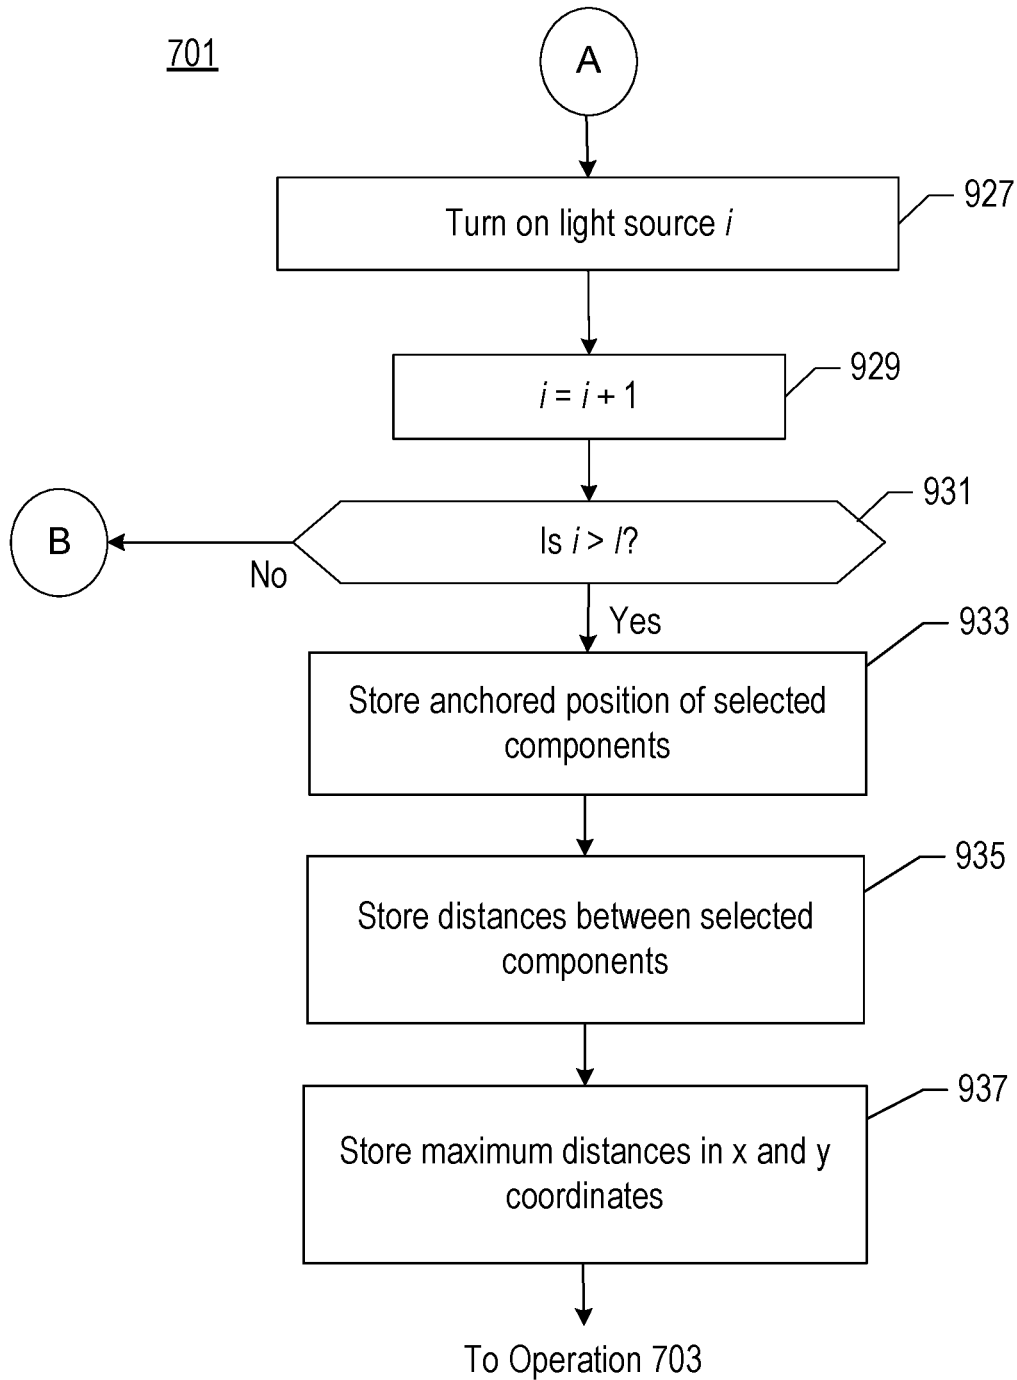 701
A
Turn on light source i
927
i = i + 1
929
Is i > I?
931
B
No
Yes
Store anchored position of selected
components
933
Store distances between selected
components
935
Store maximum distances in x and y
coordinates
937
To Operation 703